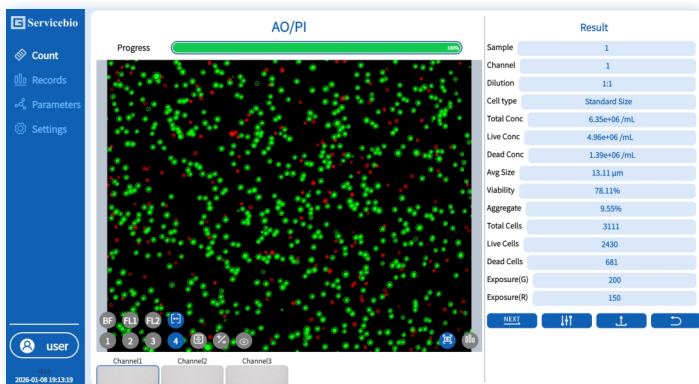 Servicebio
Count
Records
Parameters
Settings
user
2026-01-08 19:13:19
AO/PI
Progress
100%
BF FL1 FL2
1 2 3 4
Channel1 Channel2 Channel3
Result
Sample 1
Channel 1
Dilution 1:1
Cell type Standard Size
Total Conc 6.35e+06 /mL
Live Conc 4.96e+06 /mL
Dead Conc 1.39e+06 /mL
Avg Size 13.11 μm
Viability 78.11%
Aggregate 9.55%
Total Cells 3111
Live Cells 2430
Dead Cells 681
Exposure(G) 200
Exposure(R) 150
NEXT